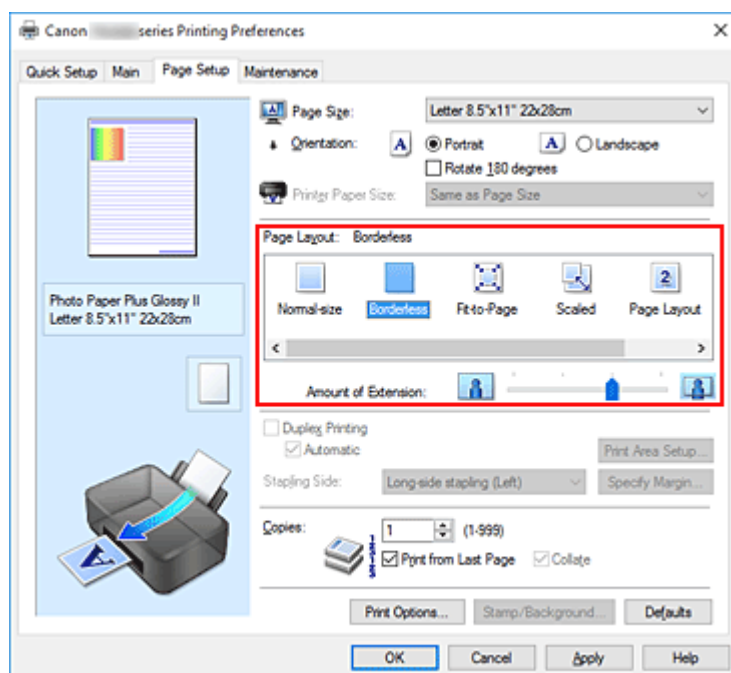 Canon series Printing Preferences
Quick Setup Main Page Setup Maintenance
Page Size: Letter 8.5"x11" 22x28cm
Orientation: A Portrait A Landscape
Rotate 180 degrees
Printer Paper Size: Same as Page Size
Page Layout: Borderless
2
Normal-size Borderless Fit-to-Page Scaled Page Layout
Amount of Extension:
Photo Paper Plus Glossy II
Letter 8.5"x11" 22x28cm
Duplex Printing
Automatic Print Area Setup...
Stapling Side: Long-side stapling (Left) Specify Margin...
Copies: 1 (1-999)
Print from Last Page Collate
A
Print Options... Stamp/Background... Defaults
OK Cancel Apply Help